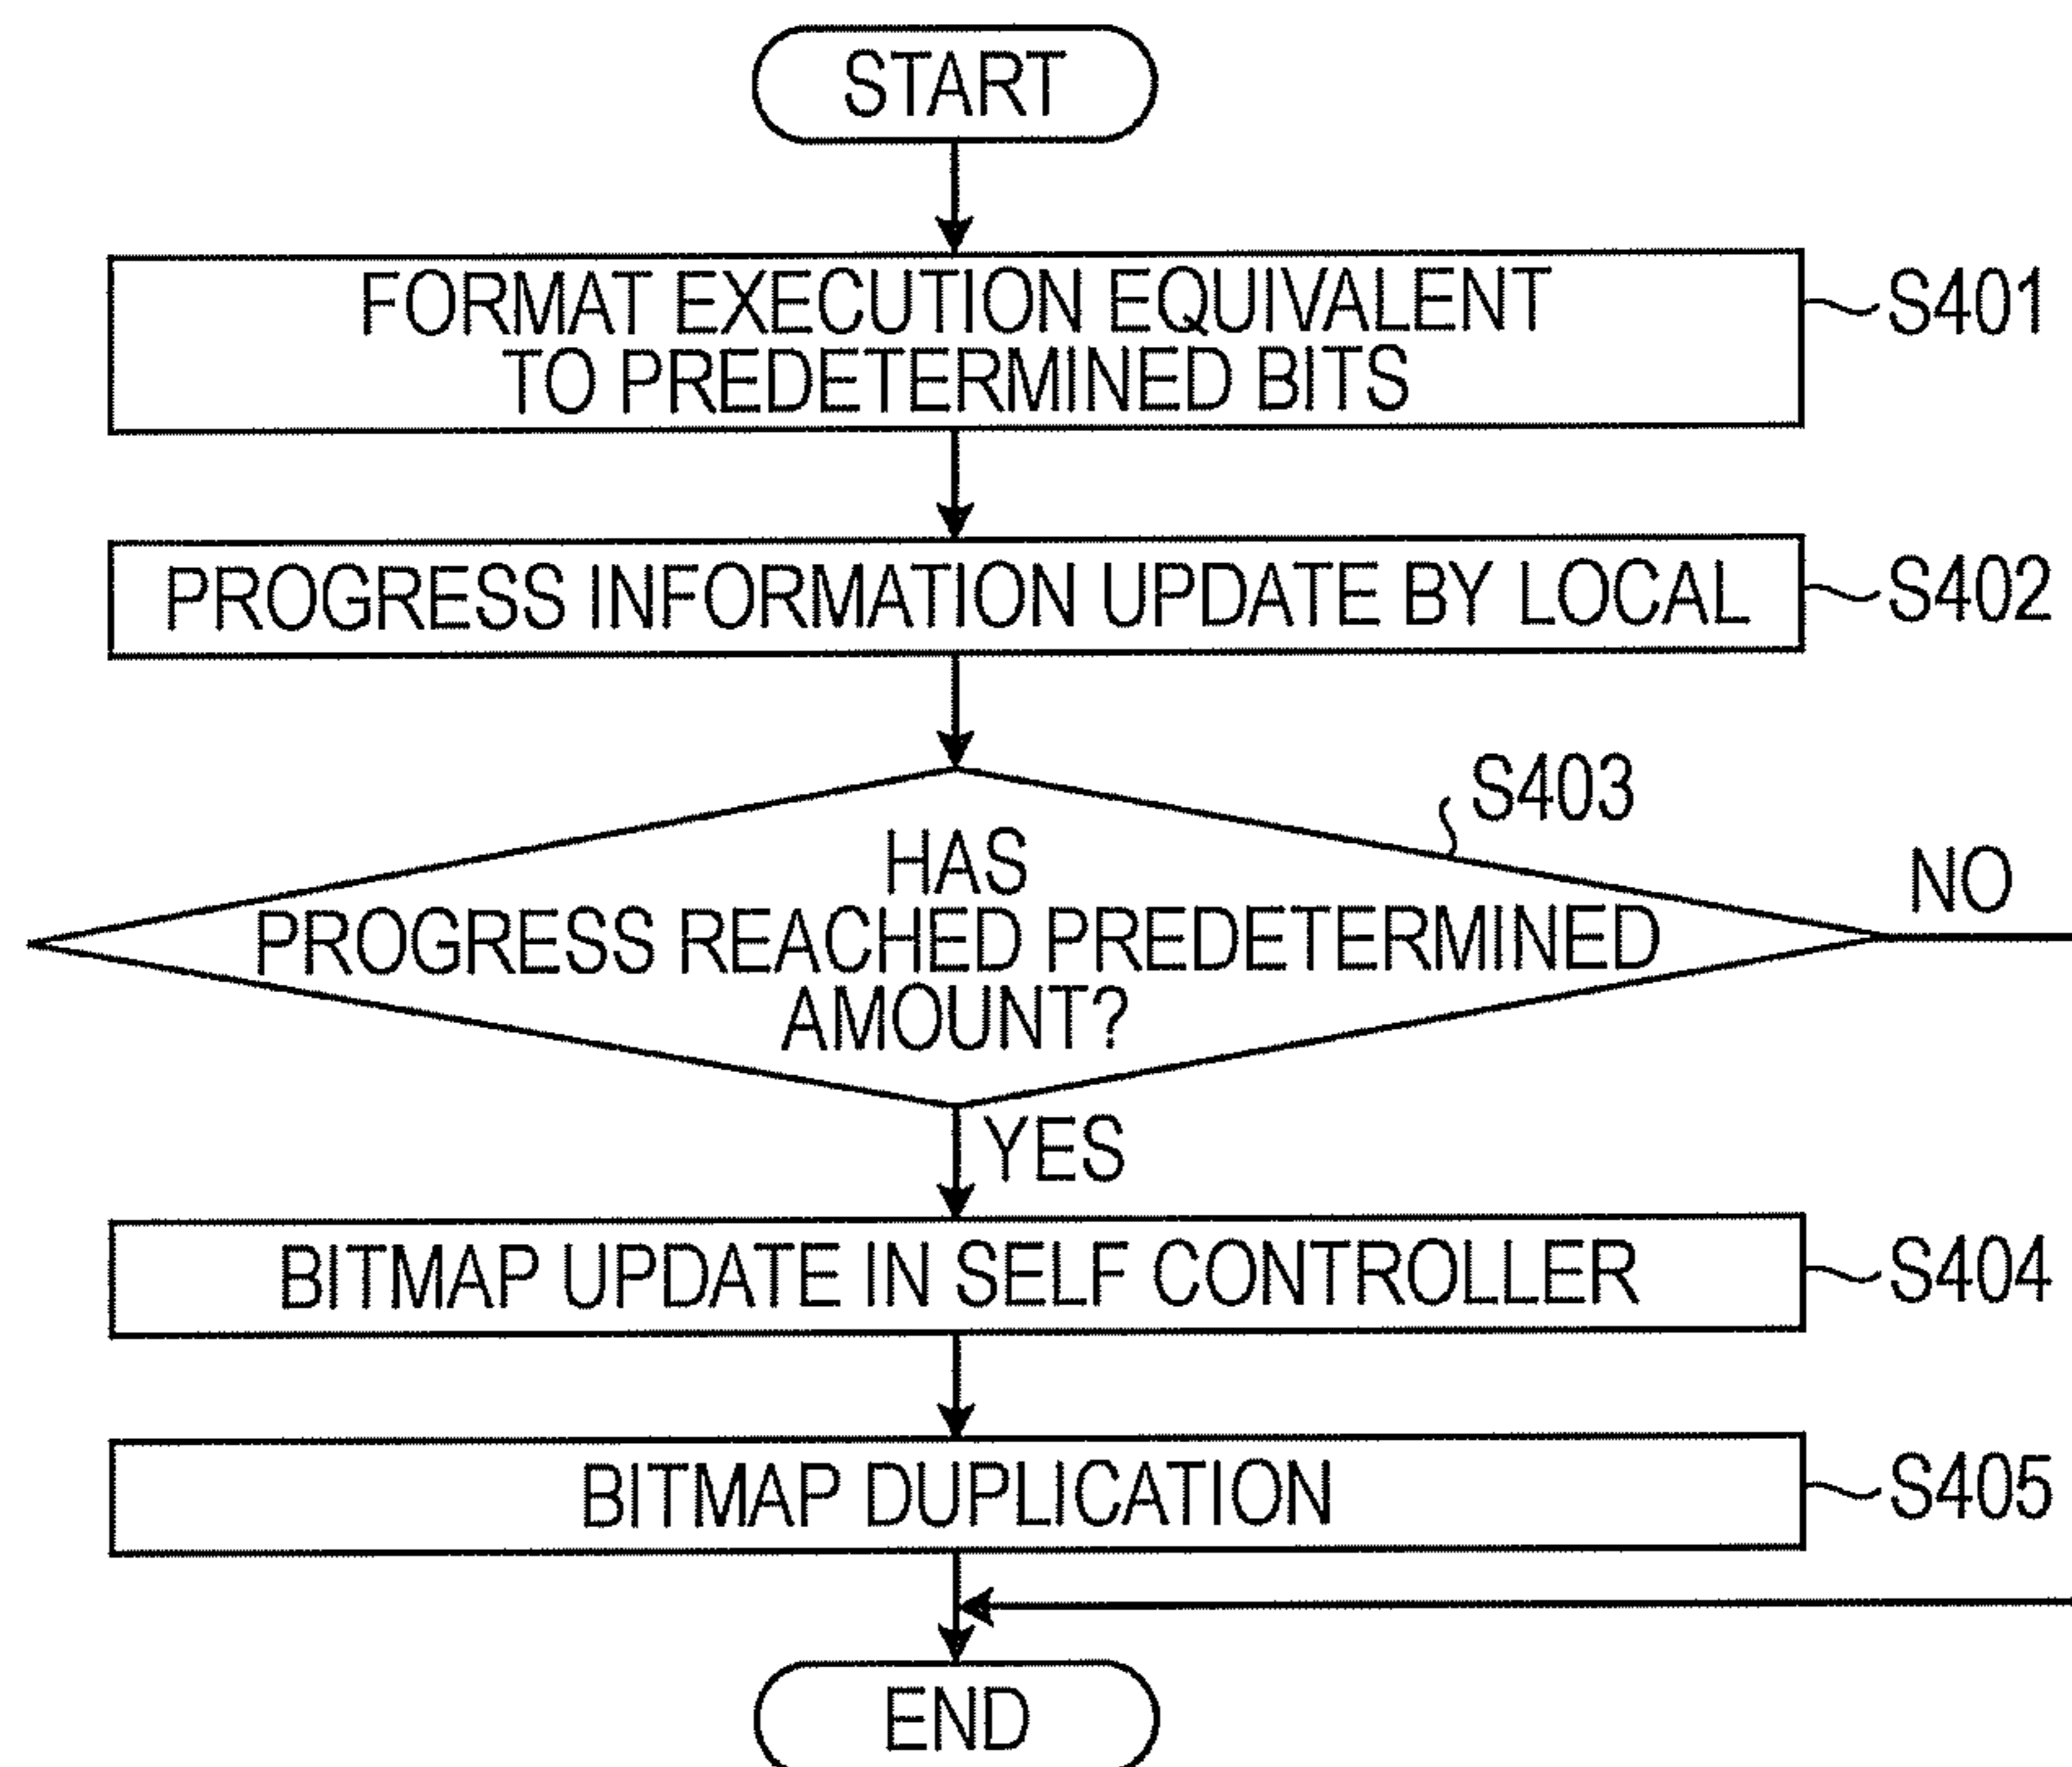 START
FORMAT EXECUTION EQUIVALENT
TO PREDETERMINED BITS
S401
PROGRESS INFORMATION UPDATE BY LOCAL
S402
S403
HAS
PROGRESS REACHED PREDETERMINED
AMOUNT?
NO
YES
BITMAP UPDATE IN SELF CONTROLLER
S404
BITMAP DUPLICATION
S405
END